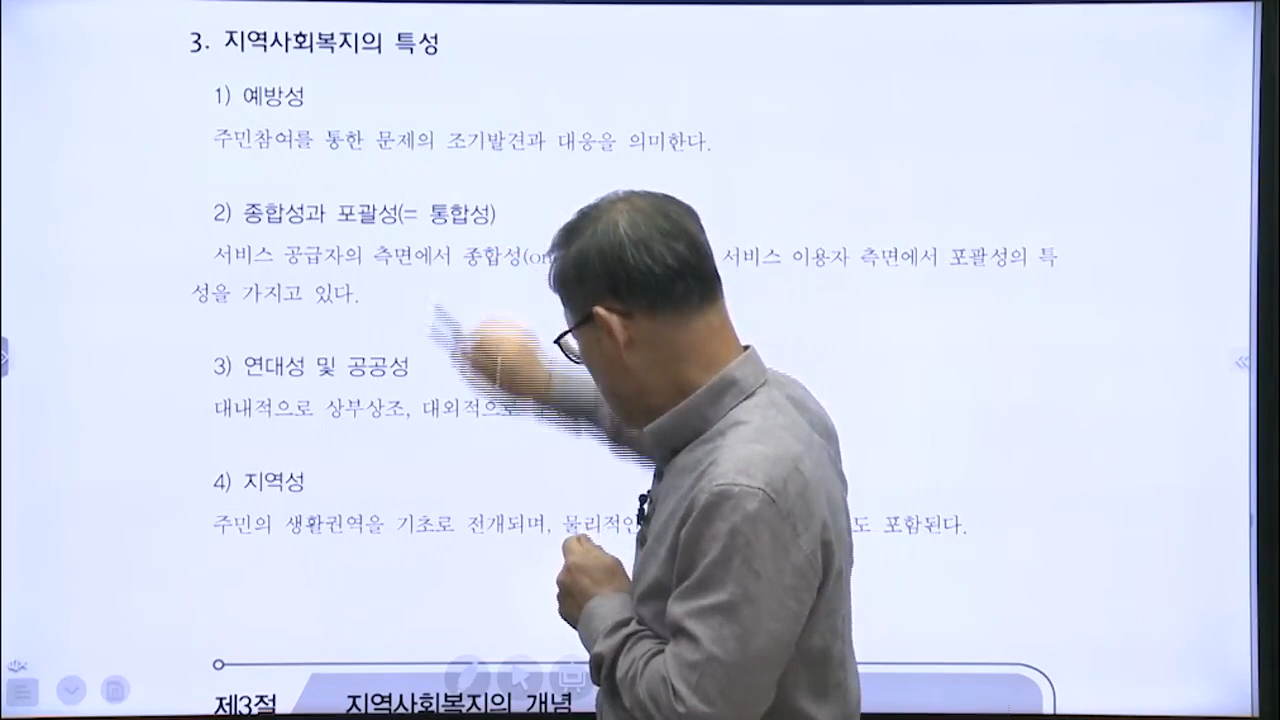 3. 지역사회복지의 특성
1) 예방성
주민참여를 통한 문제의 조기발견과 대응을 의미한다.
2) 종합성과 포괄성(= 통합성)
서비스 공급자의 측면에서 종합성( 서비스 이용자 측면에서 포괄성의 특
성을 가지고 있다.
3) 연대성 및 공공성
대내적으로 상부상조, 대외적으로
4) 지역성
주민의 생활권역을 기초로 전개되며, 물리적인 도 포함된다.
제3절 지역사회복지의 개념